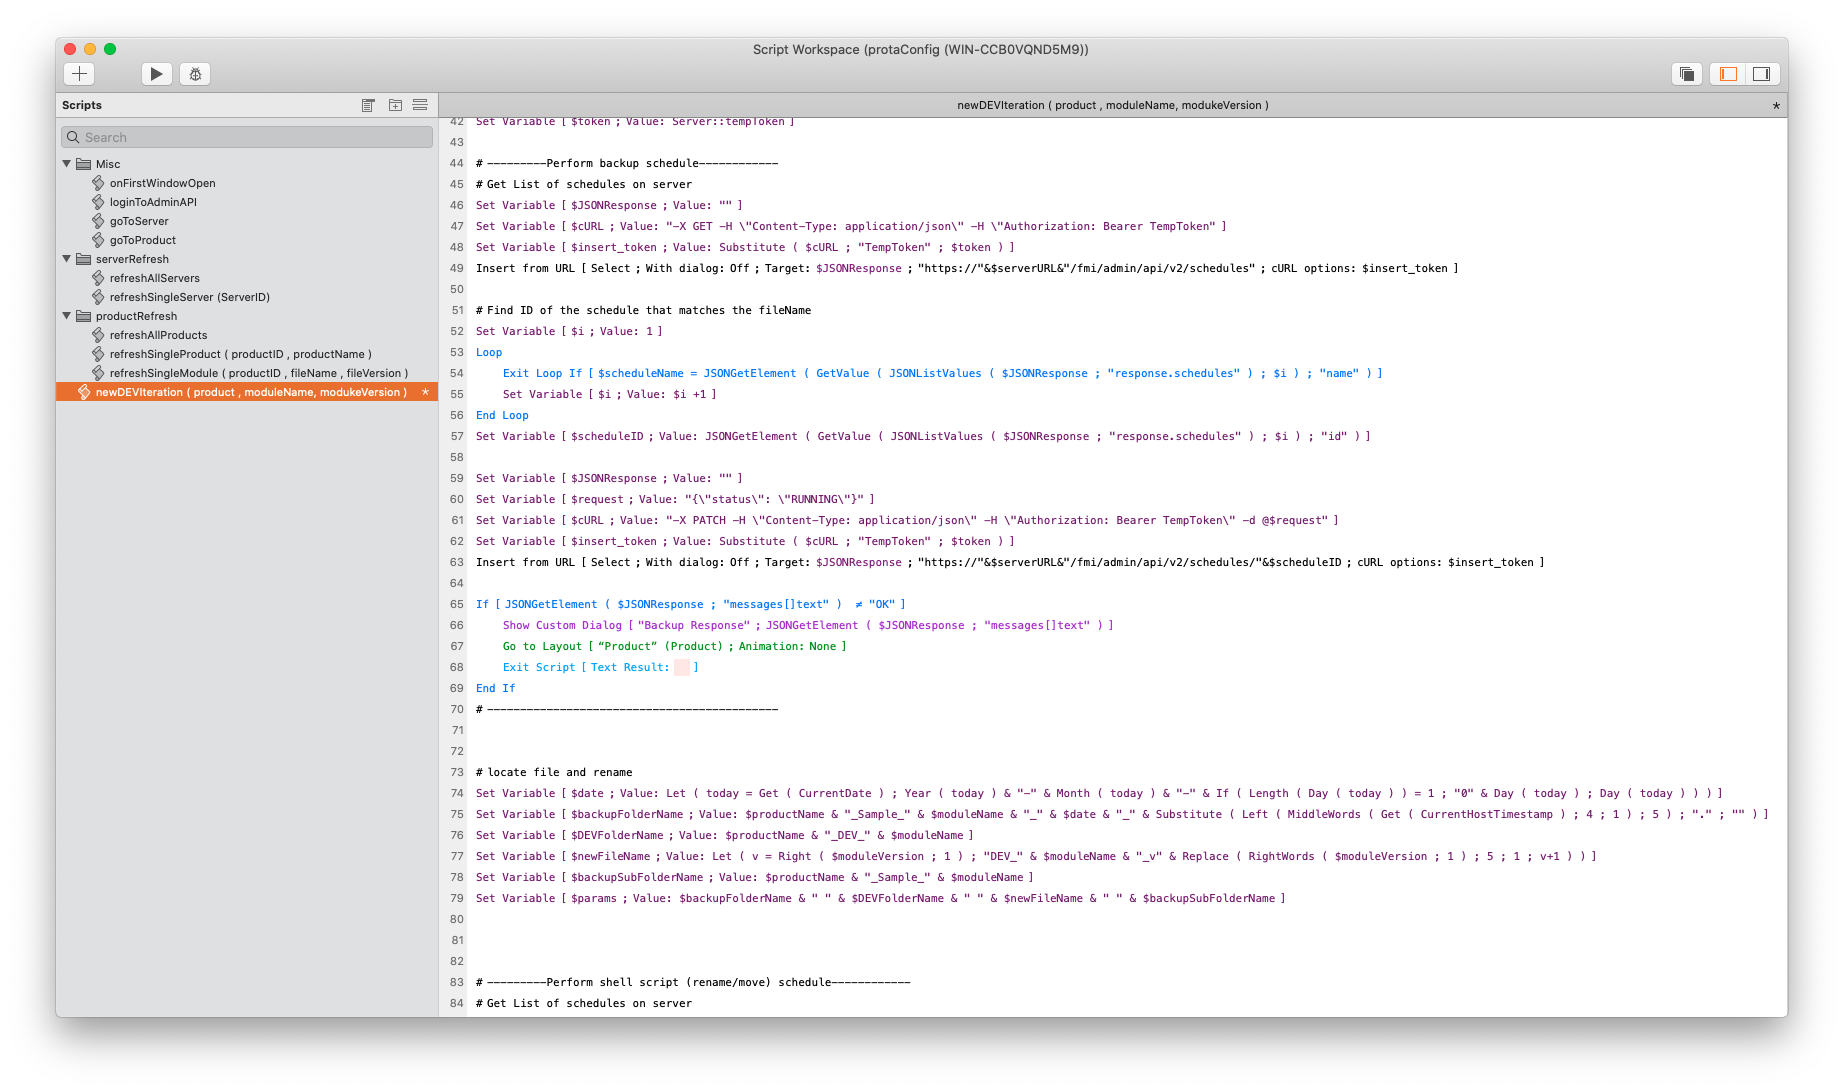 Script Workspace (protaConfig (WIN-CCB0VQND5M9))
Scripts
Search
Misc
onFirstWindowOpen
loginToAdminAPI
goToServer
goToProduct
serverRefresh
refreshAllServers
refreshSingleServer (ServerID)
productRefresh
refreshAllProducts
refreshSingleProduct ( productID , productName )
refreshSingleModule ( productID , fileName , fileVersion )
newDEVIteration ( product , moduleName, modukeVersion ) *
newDEVIteration ( product , moduleName, modukeVersion ) *
42 Set Variable [ $token ; Value: Server::tempToken ]
43
44 # ---------Perform backup schedule------------
45 # Get List of schedules on server
46 Set Variable [ $JSONResponse ; Value: "" ]
47 Set Variable [ $cURL ; Value: "-X GET -H \"Content-Type: application/json\" -H \"Authorization: Bearer TempToken" ]
48 Set Variable [ $insert_token ; Value: Substitute ( $cURL ; "TempToken" ; $token ) ]
49 Insert from URL [ Select ; With dialog: Off ; Target: $JSONResponse ; "https://"&$serverURL&"/fmi/admin/api/v2/schedules" ; cURL options: $insert_token ]
50
51 # Find ID of the schedule that matches the fileName
52 Set Variable [ $i ; Value: 1 ]
53 Loop
54 Exit Loop If [ $scheduleName = JSONGetElement ( GetValue ( JSONListValues ( $JSONResponse ; "response.schedules" ) ; $i ) ; "name" ) ]
55 Set Variable [ $i ; Value: $i +1 ]
56 End Loop
57 Set Variable [ $scheduleID ; Value: JSONGetElement ( GetValue ( JSONListValues ( $JSONResponse ; "response.schedules" ) ; $i ) ; "id" ) ]
58
59 Set Variable [ $JSONResponse ; Value: "" ]
60 Set Variable [ $request ; Value: "{\"status\": \"RUNNING\"}" ]
61 Set Variable [ $cURL ; Value: "-X PATCH -H \"Content-Type: application/json\" -H \"Authorization: Bearer TempToken\" -d @$request" ]
62 Set Variable [ $insert_token ; Value: Substitute ( $cURL ; "TempToken" ; $token ) ]
63 Insert from URL [ Select ; With dialog: Off ; Target: $JSONResponse ; "https://"&$serverURL&"/fmi/admin/api/v2/schedules/"&$scheduleID ; cURL options: $insert_token ]
64
65 If [ JSONGetElement ( $JSONResponse ; "messages[]text" ) ≠ "OK" ]
66 Show Custom Dialog [ "Backup Response" ; JSONGetElement ( $JSONResponse ; "messages[]text" ) ]
67 Go to Layout [ “Product” (Product) ; Animation: None ]
68 Exit Script [ Text Result: ]
69 End If
70 # --------------------------------------------
71
72
73 # locate file and rename
74 Set Variable [ $date ; Value: Let ( today = Get ( CurrentDate ) ; Year ( today ) & "-" & Month ( today ) & "-" & If ( Length ( Day ( today ) ) = 1 ; "0" & Day ( today ) ; Day ( today ) ) ) ]
75 Set Variable [ $backupFolderName ; Value: $productName & "_Sample_" & $moduleName & "_" & $date & "_" & Substitute ( Left ( MiddleWords ( Get ( CurrentHostTimestamp ) ; 4 ; 1 ) ; 5 ) ; "." ; "" ) ]
76 Set Variable [ $DEVFolderName ; Value: $productName & "_DEV_" & $moduleName ]
77 Set Variable [ $newFileName ; Value: Let ( v = Right ( $moduleVersion ; 1 ) ; "DEV_" & $moduleName & "_v" & Replace ( RightWords ( $moduleVersion ; 1 ) ; 5 ; 1 ; v+1 ) ) ]
78 Set Variable [ $backupSubFolderName ; Value: $productName & "_Sample_" & $moduleName ]
79 Set Variable [ $params ; Value: $backupFolderName & " " & $DEVFolderName & " " & $newFileName & " " & $backupSubFolderName ]
80
81
82
83 # ---------Perform shell script (rename/move) schedule------------
84 # Get List of schedules on server